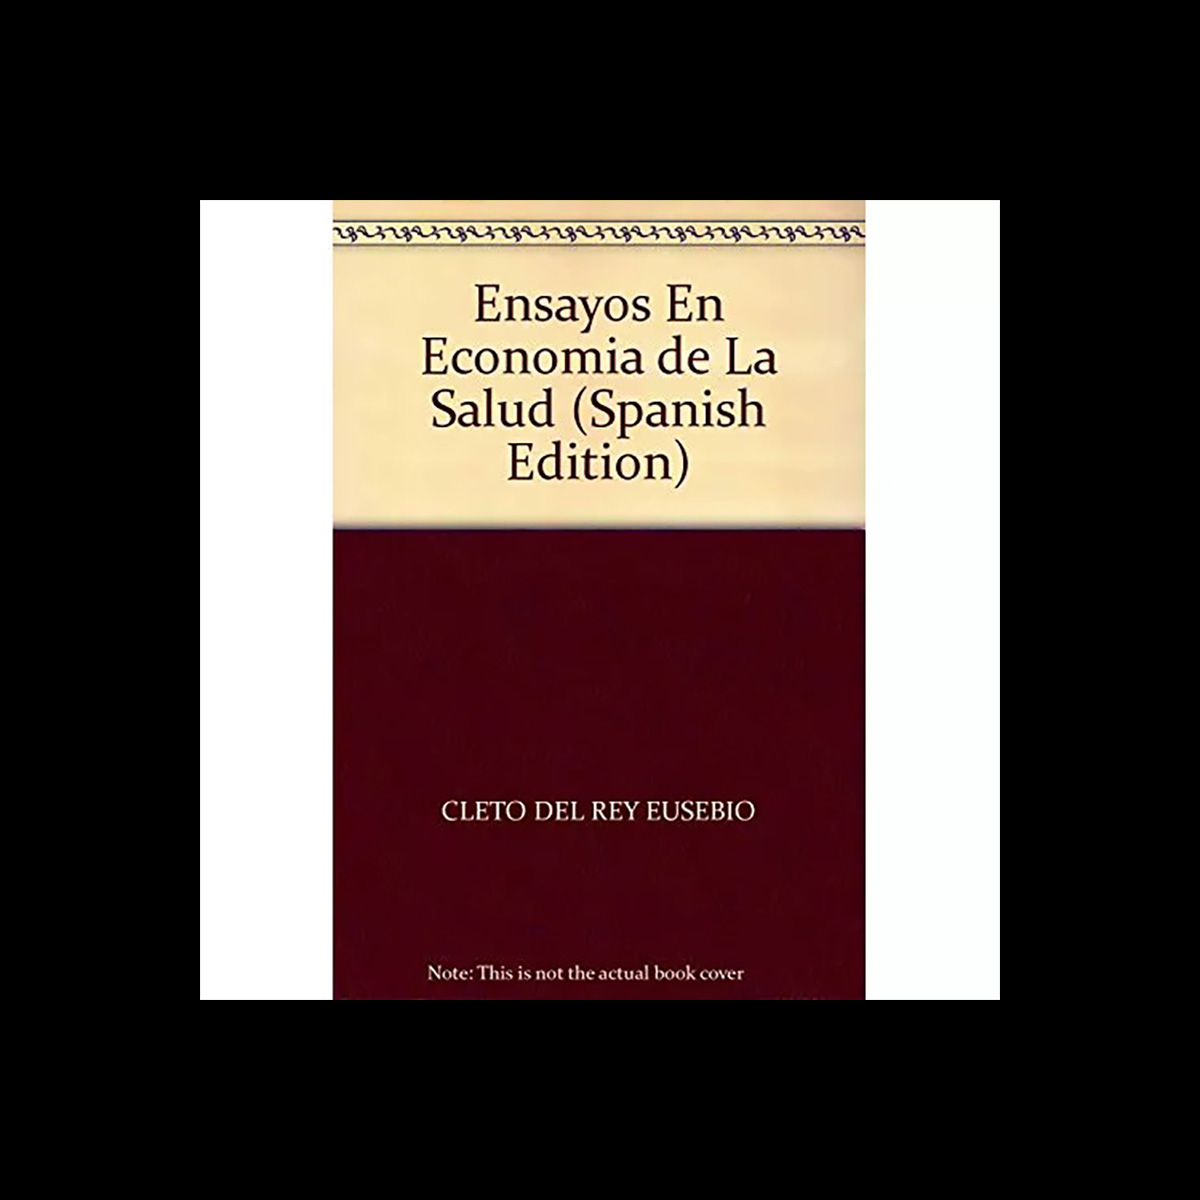 Ensayos En
Economia de La
Salud (Spanish
Edition)
CLETO DEL REY EUSEBIO
Note: This is not the actual book cover